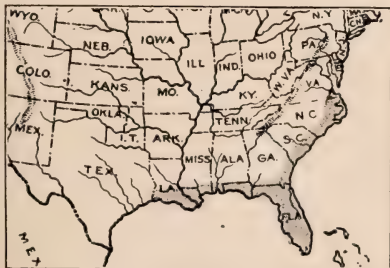 WYO.
N.Y.
NEB.
IOWA
PA.
ILL
IND.
OHIO
COLO.
W.VA.
VA
KANS.
MO.
KY.
OKLA.
TENN.
N C
MEX.
I.T.
ARK.
S.C.
MISS
ALA
GA.
TEX.
LA.
FLA
MEX